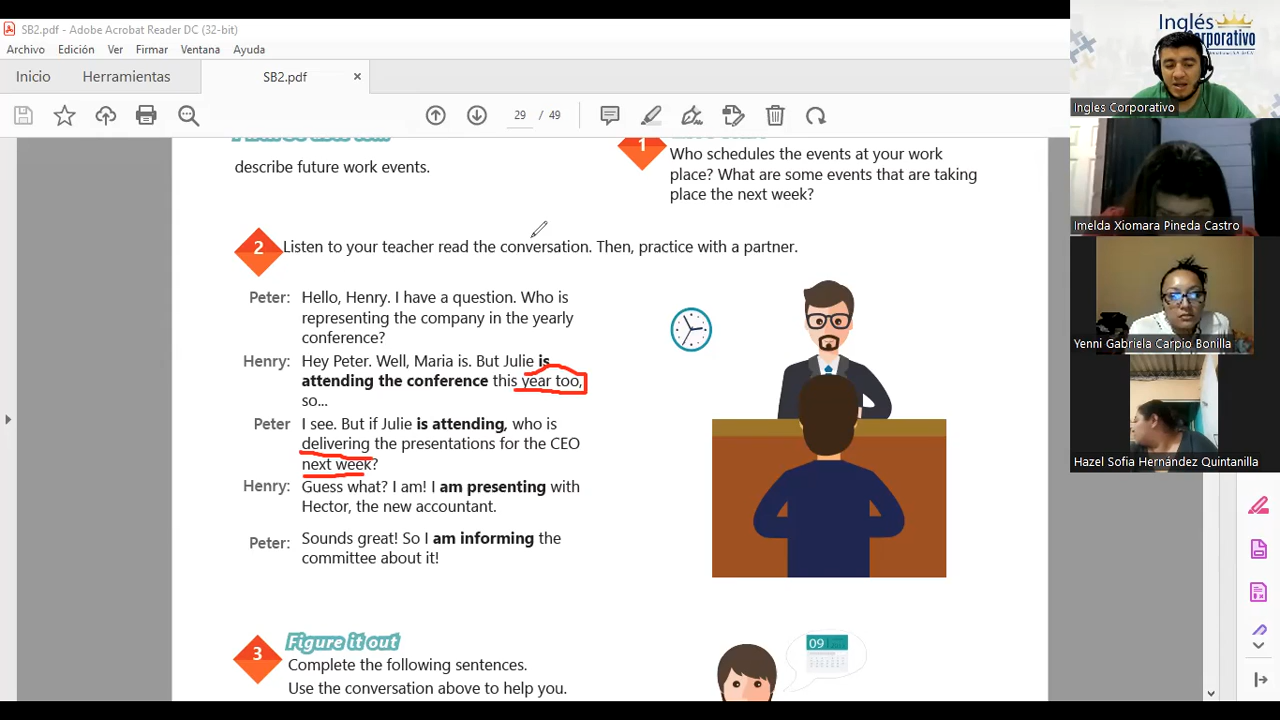 SB2.pdf - Adobe Acrobat Reader DC (32-bit)
Archivo Edición Ver Firmar Ventana Ayuda
Inicio Herramientas SB2.pdf ×
29 / 49
describe future work events.
1
Who schedules the events at your work
place? What are some events that are taking
place the next week?
2 Listen to your teacher read the conversation. Then, practice with a partner.
Peter: Hello, Henry. I have a question. Who is
representing the company in the yearly
conference?
Henry: Hey Peter. Well, Maria is. But Julie is
attending the conference this year too,
so...
Peter I see. But if Julie is attending, who is
delivering the presentations for the CEO
next week?
Henry: Guess what? I am! I am presenting with
Hector, the new accountant.
Peter: Sounds great! So I am informing the
committee about it!
3 Figure it out
Complete the following sentences.
Use the conversation above to help you.
09
Inglés
Corporativo
Ingles Corporativo
Imelda Xiomara Pineda Castro
Yenni Gabriela Carpio Bonilla
Hazel Sofía Hernández Quintanilla